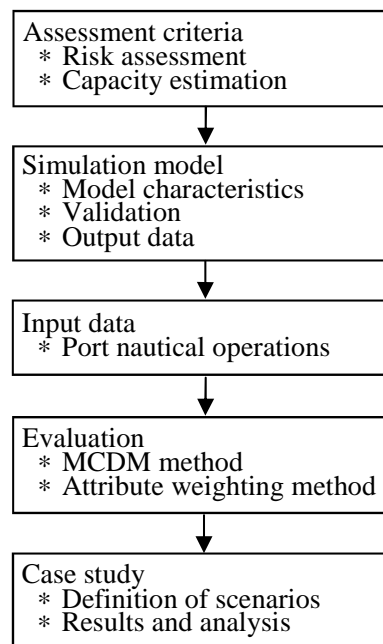 Assessment criteria
* Risk assessment
* Capacity estimation
Simulation model
* Model characteristics
* Validation
* Output data
Input data
* Port nautical operations
Evaluation
* MCDM method
* Attribute weighting method
Case study
* Definition of scenarios
* Results and analysis